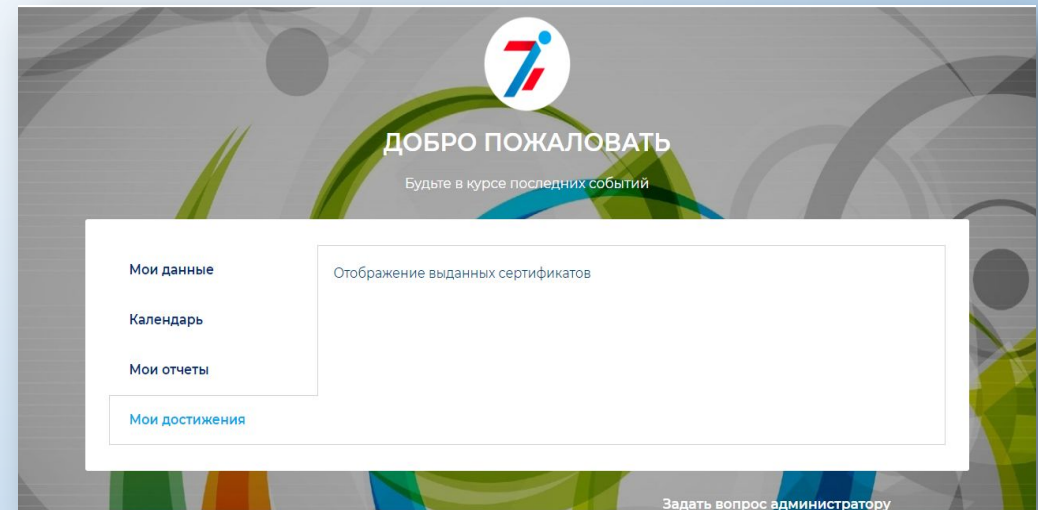 ДОБРО ПОЖАЛОВАТЬ
Будьте в курсе последних событий
Мои данные
Отображение выданных сертификатов
Календарь
Мои отчеты
Мои достижения
Задать вопрос администратору